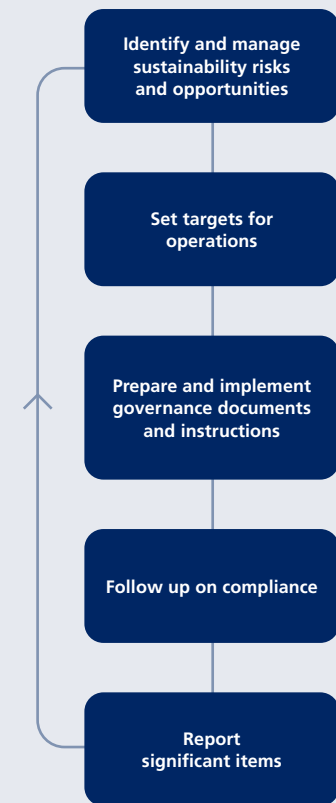 Identify and manage
sustainability risks
and opportunities
Set targets for
operations
Prepare and implement
governance documents
and instructions
Follow up on compliance
Report
significant items